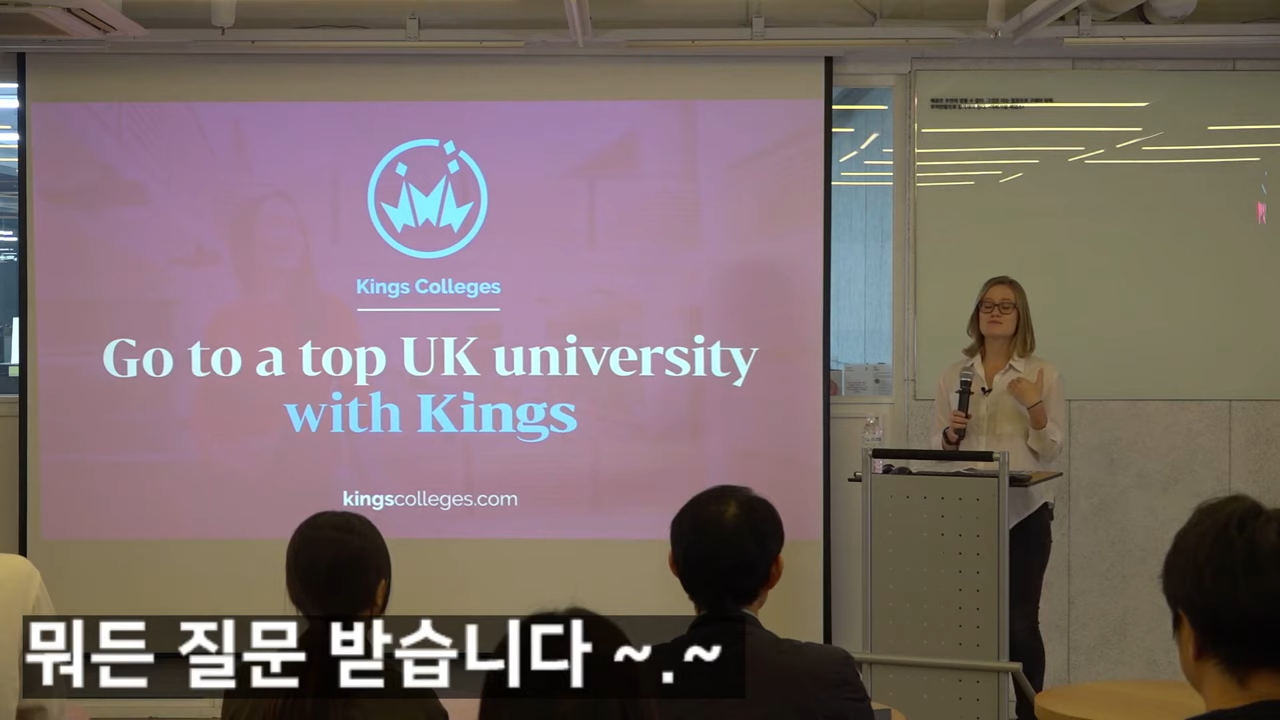 Kings Colleges
Go to a top UK university
with Kings
kingscolleges.com
뭐든 질문 받습니다 ~.~